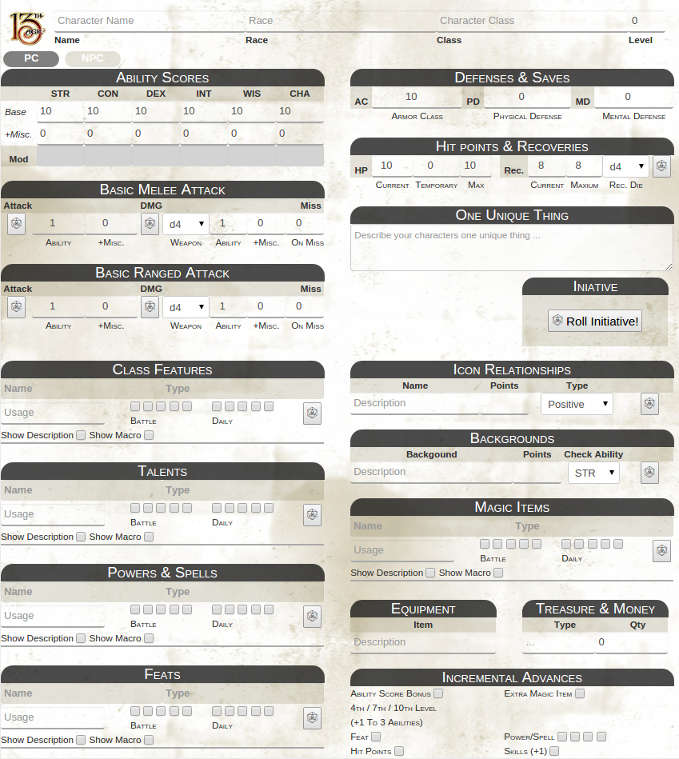 13TH AGE
Character Name Race Character Class 0
Name Race Class Level
PC NPC
Ability Scores
STR CON DEX INT WIS CHA
Base 10 10 10 10 10 10
+Misc. 0 0 0 0 0 0
Mod
Basic Melee Attack
Attack DMG Miss
1 0 d4 1 0 0
Ability +Misc. Weapon Ability +Misc. On Miss
Basic Ranged Attack
Attack DMG Miss
1 0 d4 1 0 0
Ability +Misc. Weapon Ability +Misc. On Miss
Class Features
Name Type
Usage
Battle Daily
Show Description Show Macro
Talents
Name Type
Usage
Battle Daily
Show Description Show Macro
Powers & Spells
Name Type
Usage
Battle Daily
Show Description Show Macro
Feats
Name Type
Usage
Battle Daily
Show Description Show Macro
Defenses & Saves
AC 10 PD 0 MD 0
Armor Class Physical Defense Mental Defense
Hit points & Recoveries
HP 10 0 10 Rec. 8 8 d4
Current Temporary Max Current Maxium Rec. Die
One Unique Thing
Describe your characters one unique thing ...
Iniative
Roll Initiative!
Icon Relationships
Name Points Type
Description Positive
Backgrounds
Background Points Check Ability
Description STR
Magic Items
Name Type
Usage
Battle Daily
Show Description Show Macro
Equipment
Item
Description
Treasure & Money
Type Qty
... 0
Incremental Advances
Ability Score Bonus Extra Magic Item
4th / 7th / 10th Level
(+1 To 3 Abilities)
Feat Power/Spell
Hit Points Skills (+1)